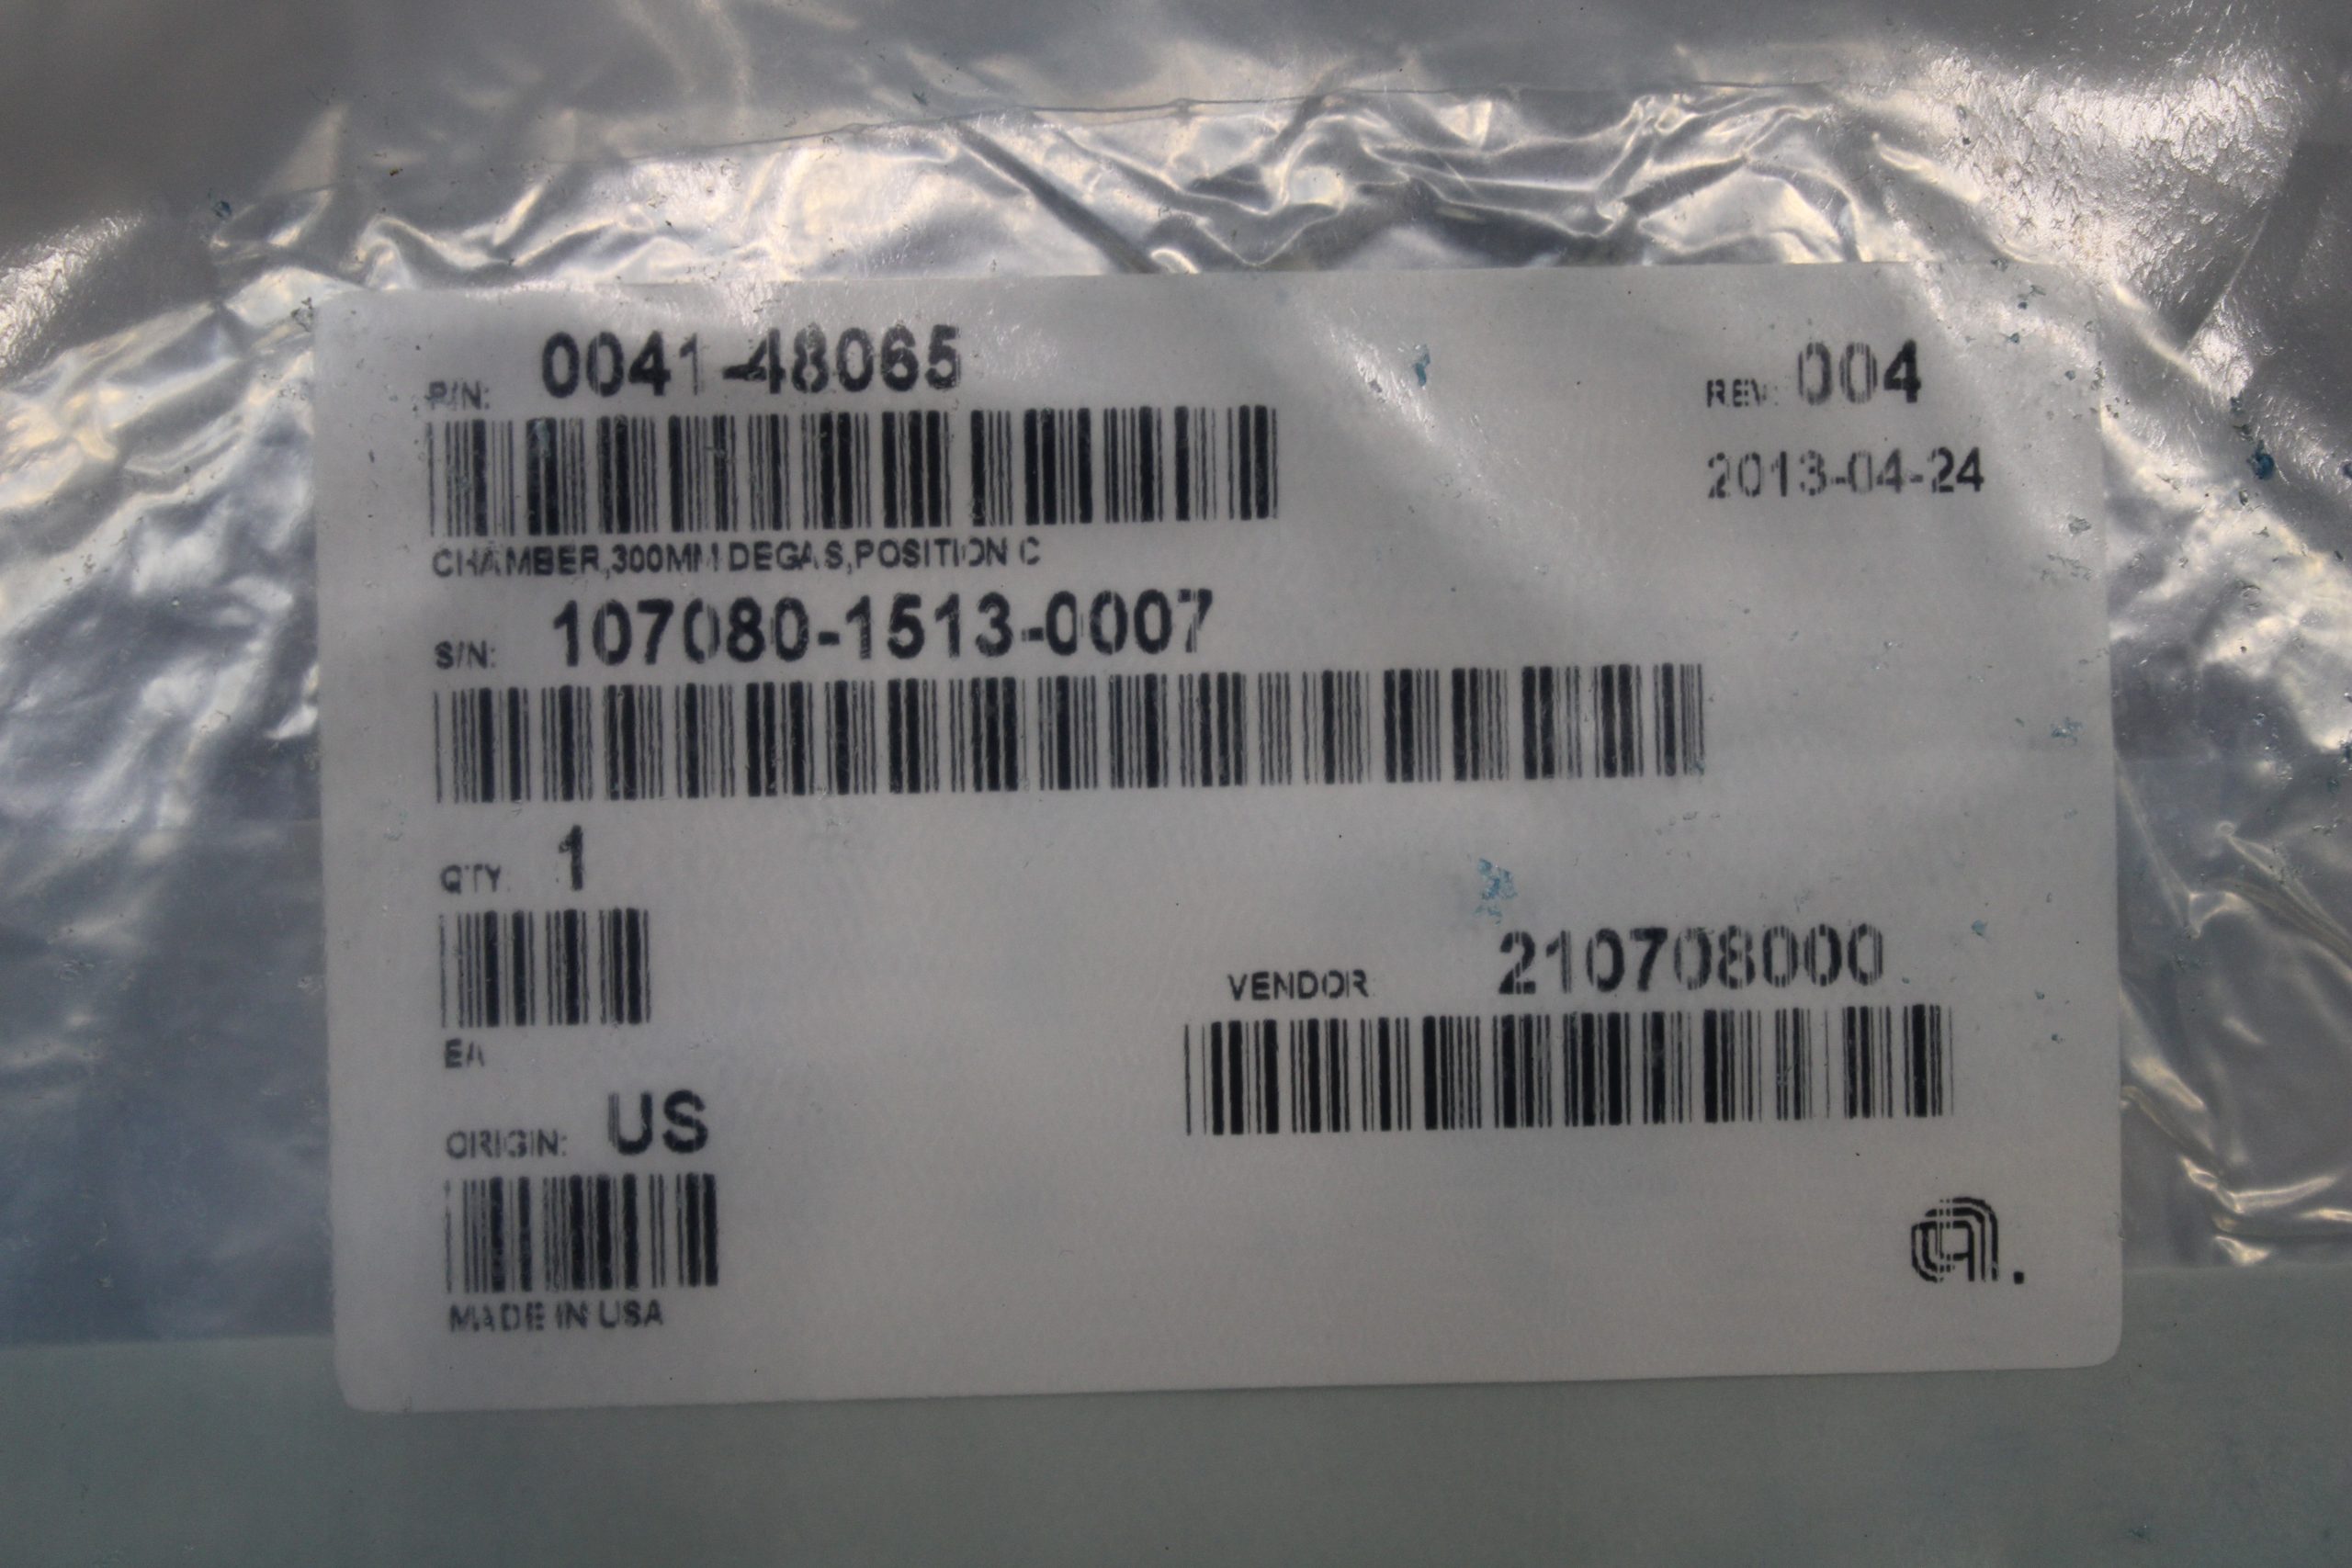 P/N: 0041-48065
REV: 004
2013-04-24
CHAMBER,300MM DEGAS,POSITION C
S/N: 107080-1513-0007
QTY: 1
EA
VENDOR 210708000
ORIGIN: US
MADE IN USA
a.